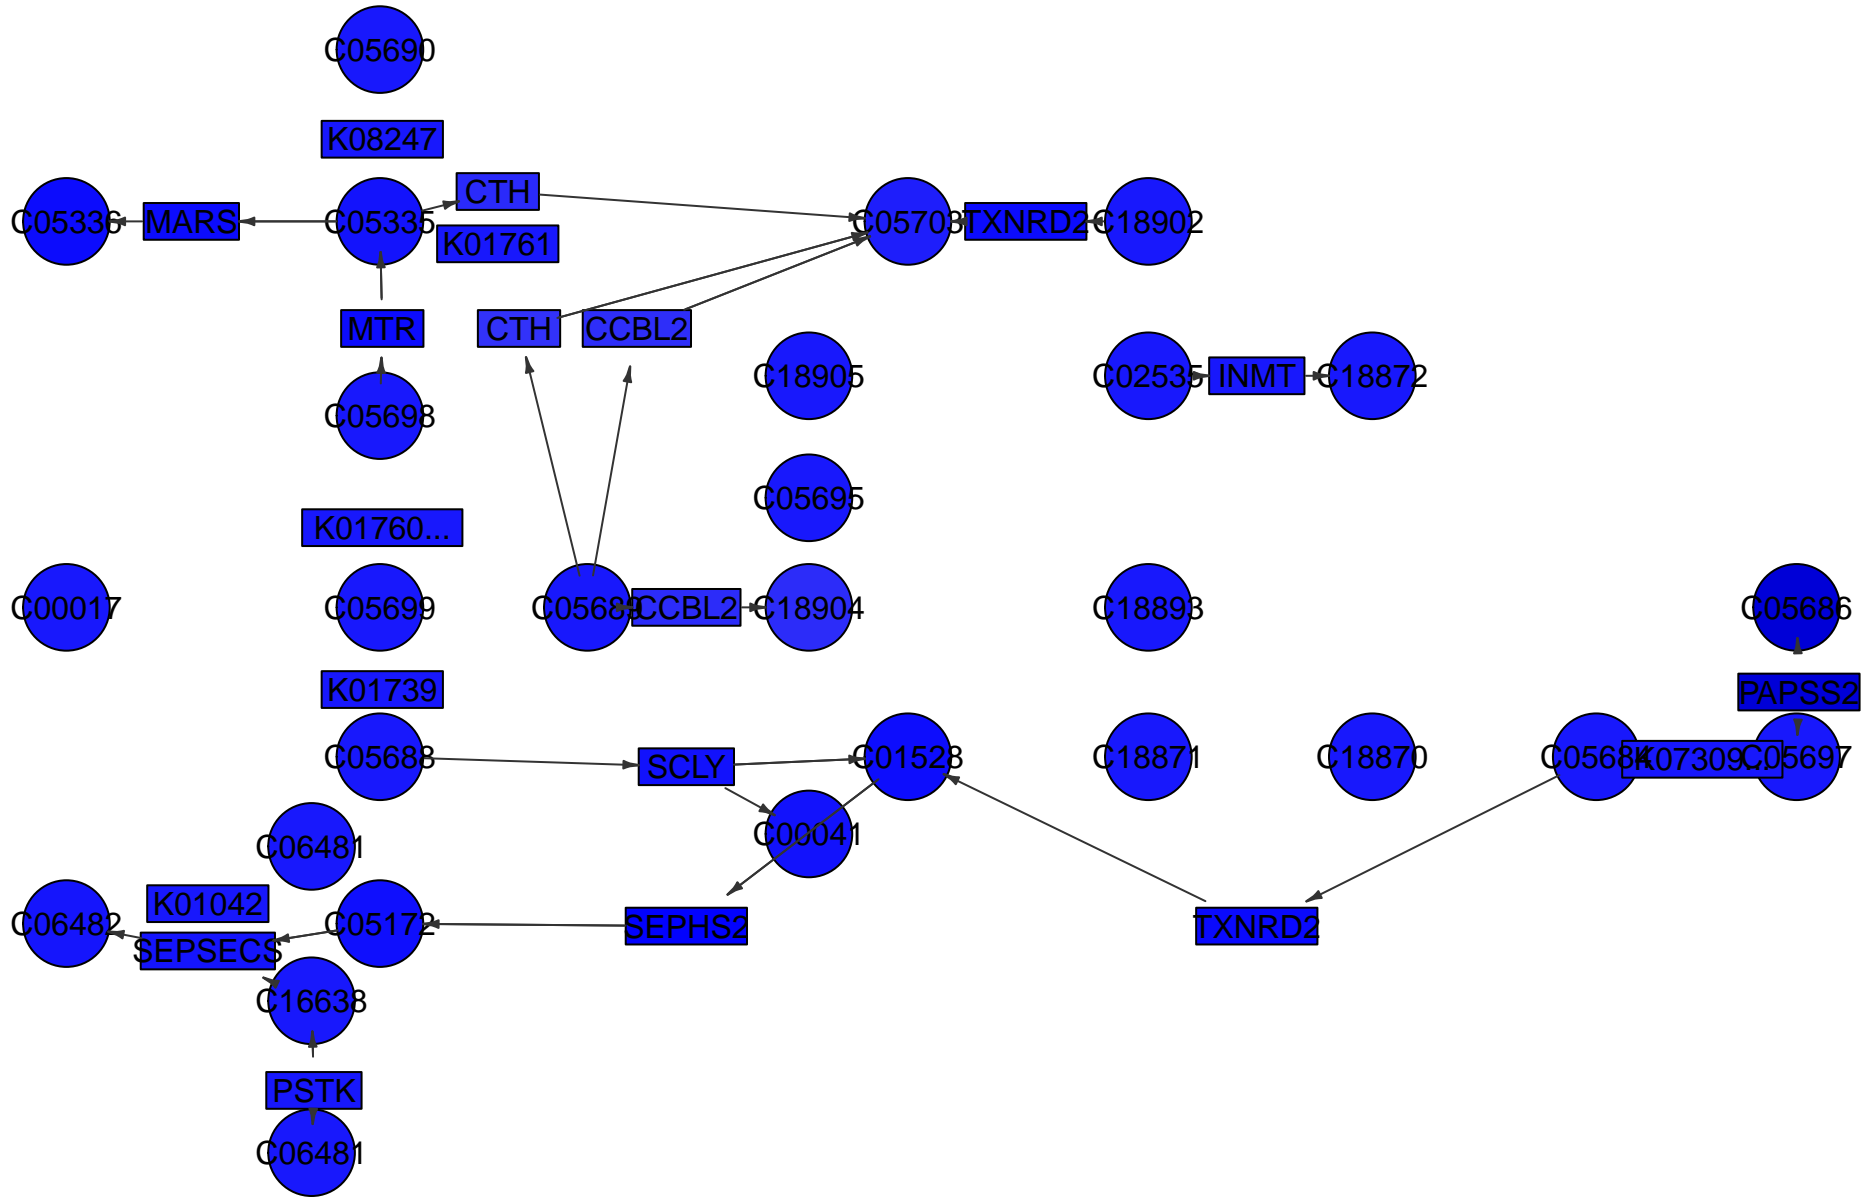 C05690
K08247
CTH
C05336
MARS
C05335
C05703
TXNRD2
C18902
K01761
MTR
CTH
CCBL2
C18905
C02535
INMT
C18872
C05698
C05695
K01760...
C00017
C05699
C05689
CCBL2
C18904
C18893
C05686
K01739
PAPSS2
C05688
SCLY
C01528
C18871
C18870
C05684
K07309...
C05697
C00041
C06481
K01042
C06482
C05172
SEPHS2
TXNRD2
SEPSECS
C16638
PSTK
C06481